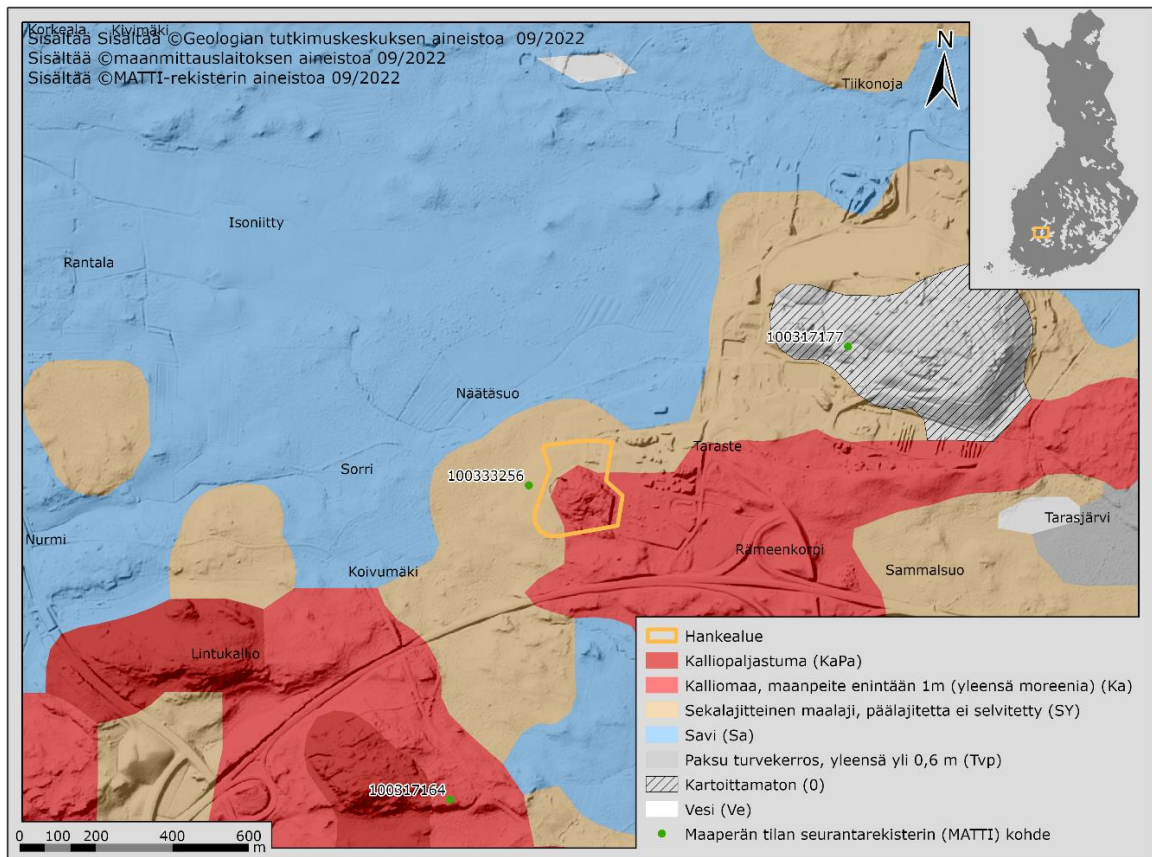 Korkeala Kivimäki
Sisältää Sisältää ©Geologian tutkimuskeskuksen aineistoa 09/2022
Sisältää ©maanmittauslaitoksen aineistoa 09/2022
Sisältää ©MATTI-rekisterin aineistoa 09/2022
N
Tiikonoja
Isoniitty
Rantala
100317177
Näätäsuo
Taraste
Sorri
100333256
Tarasjärvi
Nurmi
Rämeenkorpi
Koivumäki
Sammalsuo
Lintukallio
100317164
Hankealue
Kalliopaljastuma (KaPa)
Kalliomaa, maanpeite enintään 1m (yleensä moreenia) (Ka)
Sekalajitteinen maalaji, päälajitetta ei selvitetty (SY)
Savi (Sa)
Paksu turvekerros, yleensä yli 0,6 m (Tvp)
Kartoittamaton (0)
Vesi (Ve)
Maaperän tilan seurantarekisterin (MATTI) kohde
0 100 200 400 600
m